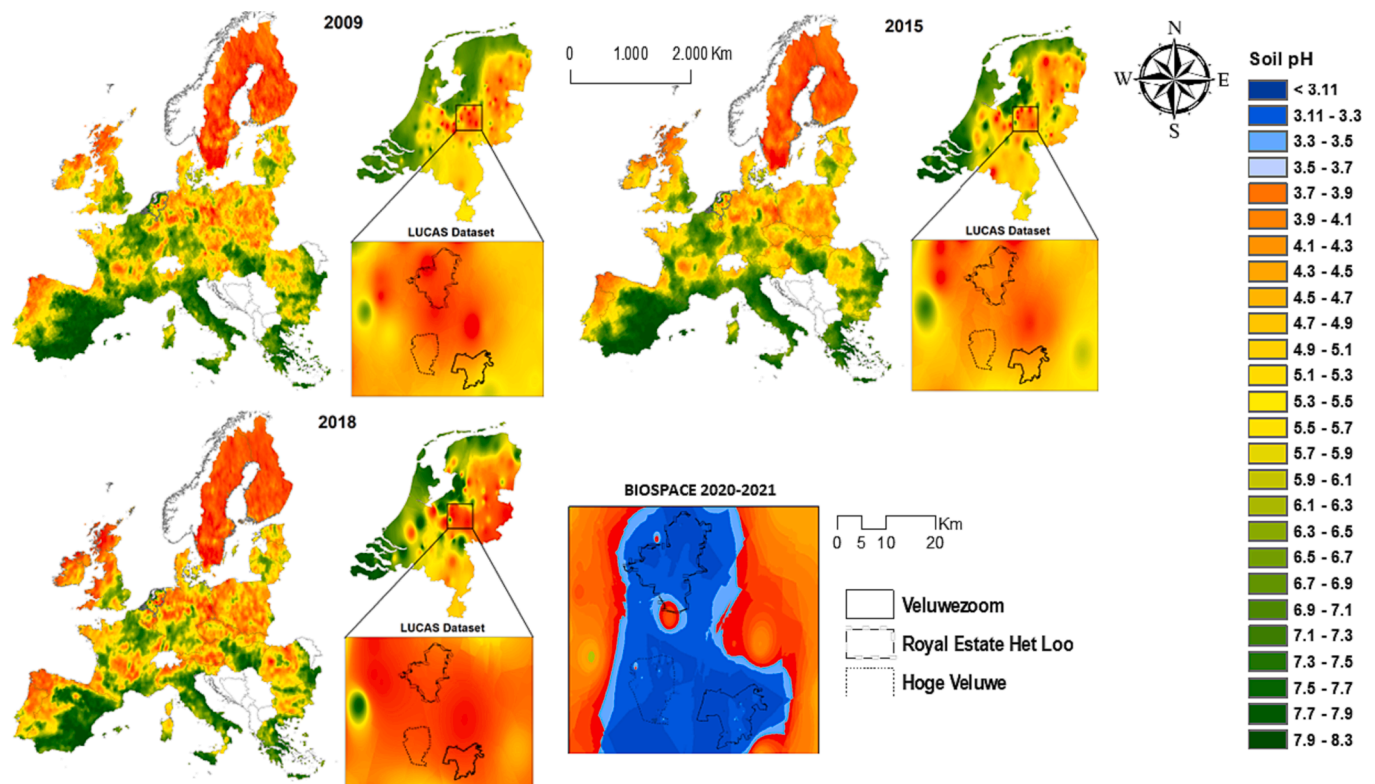 2009
0 1.000 2.000 Km
2015
N
W E
S
LUCAS Dataset
LUCAS Dataset
2018
LUCAS Dataset
BIOSPACE 2020-2021
Km
0 5 10 20
Veluwezoom
Royal Estate Het Loo
Hoge Veluwe
Soil pH
< 3.11
3.11 - 3.3
3.3 - 3.5
3.5 - 3.7
3.7 - 3.9
3.9 - 4.1
4.1 - 4.3
4.3 - 4.5
4.5 - 4.7
4.7 - 4.9
4.9 - 5.1
5.1 - 5.3
5.3 - 5.5
5.5 - 5.7
5.7 - 5.9
5.9 - 6.1
6.1 - 6.3
6.3 - 6.5
6.5 - 6.7
6.7 - 6.9
6.9 - 7.1
7.1 - 7.3
7.3 - 7.5
7.5 - 7.7
7.7 - 7.9
7.9 - 8.3